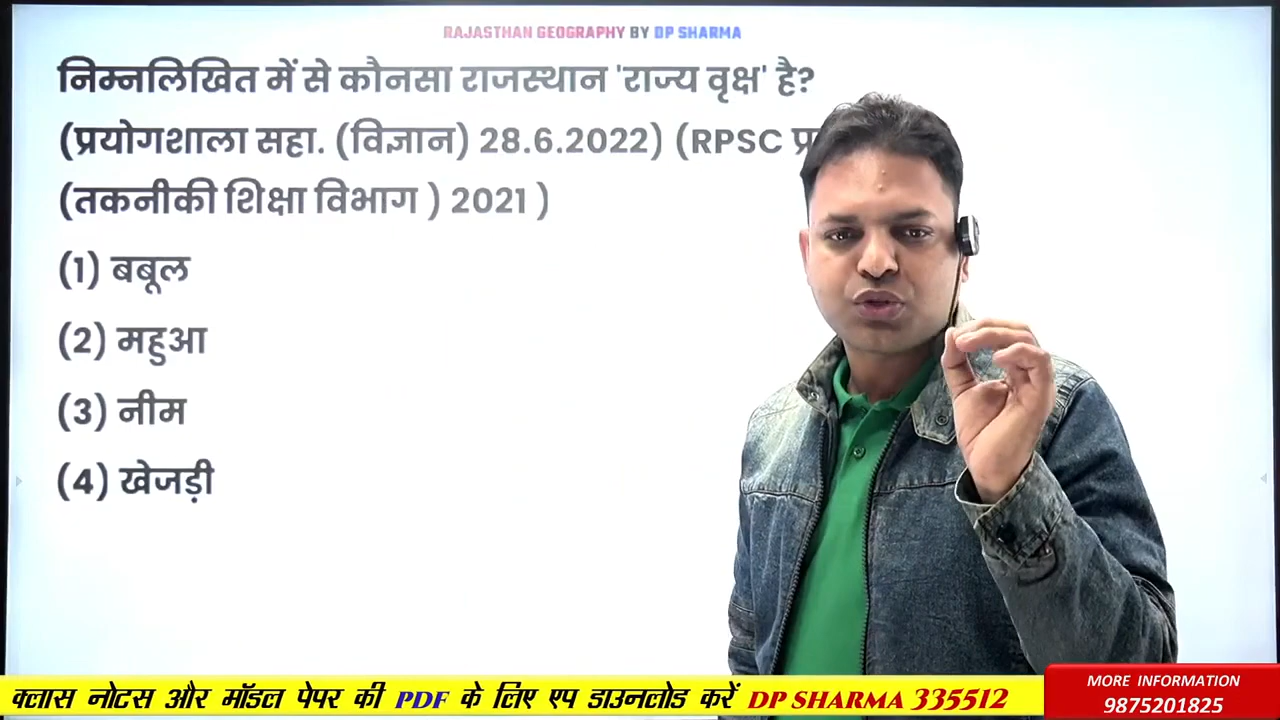 RAJASTHAN GEOGRAPHY BY DP SHARMA
निम्नलिखित में से कौनसा राजस्थान 'राज्य वृक्ष' है?
(प्रयोगशाला सहा. (विज्ञान) 28.6.2022) (RPSC
(तकनीकी शिक्षा विभाग ) 2021 )
(1) बबूल
(2) महुआ
(3) नीम
(4) खेजड़ी
क्लास नोटस और मॉडल पेपर की PDF के लिए एप डाउनलोड करें DP SHARMA 335512
MORE INFORMATION
9875201825